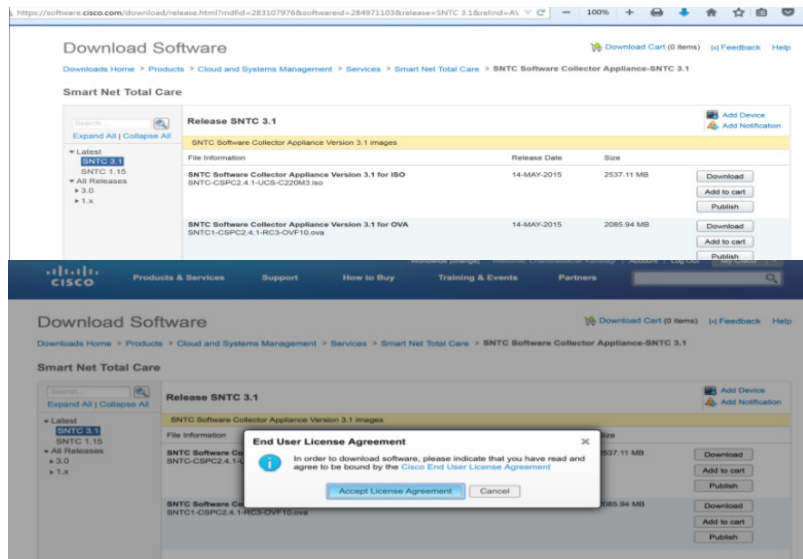 https://software.cisco.com/download/release.html?mdfid=283107976&softwareid=284971103&release=SNTC 3.1&relind=A\
100%
Download Software
Download Cart (0 items) [+] Feedback Help
Downloads Home > Products > Cloud and Systems Management > Services > Smart Net Total Care > SNTC Software Collector Appliance-SNTC 3.1
Smart Net Total Care
Search...
Expand All | Collapse All
Latest
SNTC 3.1
SNTC 1.15
All Releases
3.0
1.x
Release SNTC 3.1
Add Device
Add Notification
SNTC Software Collector Appliance Version 3.1 images
File Information Release Date Size
SNTC Software Collector Appliance Version 3.1 for ISO 14-MAY-2015 2537.11 MB Download
SNTC-CSPC2.4.1-UCS-C220M3.iso
Add to cart
Publish
SNTC Software Collector Appliance Version 3.1 for OVA 14-MAY-2015 2085.94 MB Download
SNTC1-CSPC2.4.1-RC3-OVF10.ova
Add to cart
Publish
Account Log Out My Cisco
CISCO
Products & Services Support How to Buy Training & Events Partners
Download Software
Download Cart (0 items) [+] Feedback Help
Downloads Home > Products > Cloud and Systems Management > Services > Smart Net Total Care > SNTC Software Collector Appliance-SNTC 3.1
Smart Net Total Care
Search...
Expand All | Collapse All
Latest
SNTC 3.1
SNTC 1.15
All Releases
3.0
1.x
Release SNTC 3.1
Add Device
Add Notification
SNTC Software Collector Appliance Version 3.1 images
File Information Size
SNTC Software Co 2537.11 MB Download
SNTC-CSPC2.4.1-U
Add to cart
Publish
End User License Agreement
In order to download software, please indicate that you have read and
agree to be bound by the Cisco End User License Agreement
Accept License Agreement Cancel
SNTC Software Co 2085.94 MB Download
SNTC1-CSPC2.4.1-RC3-OVF10.ova
Add to cart
Publish